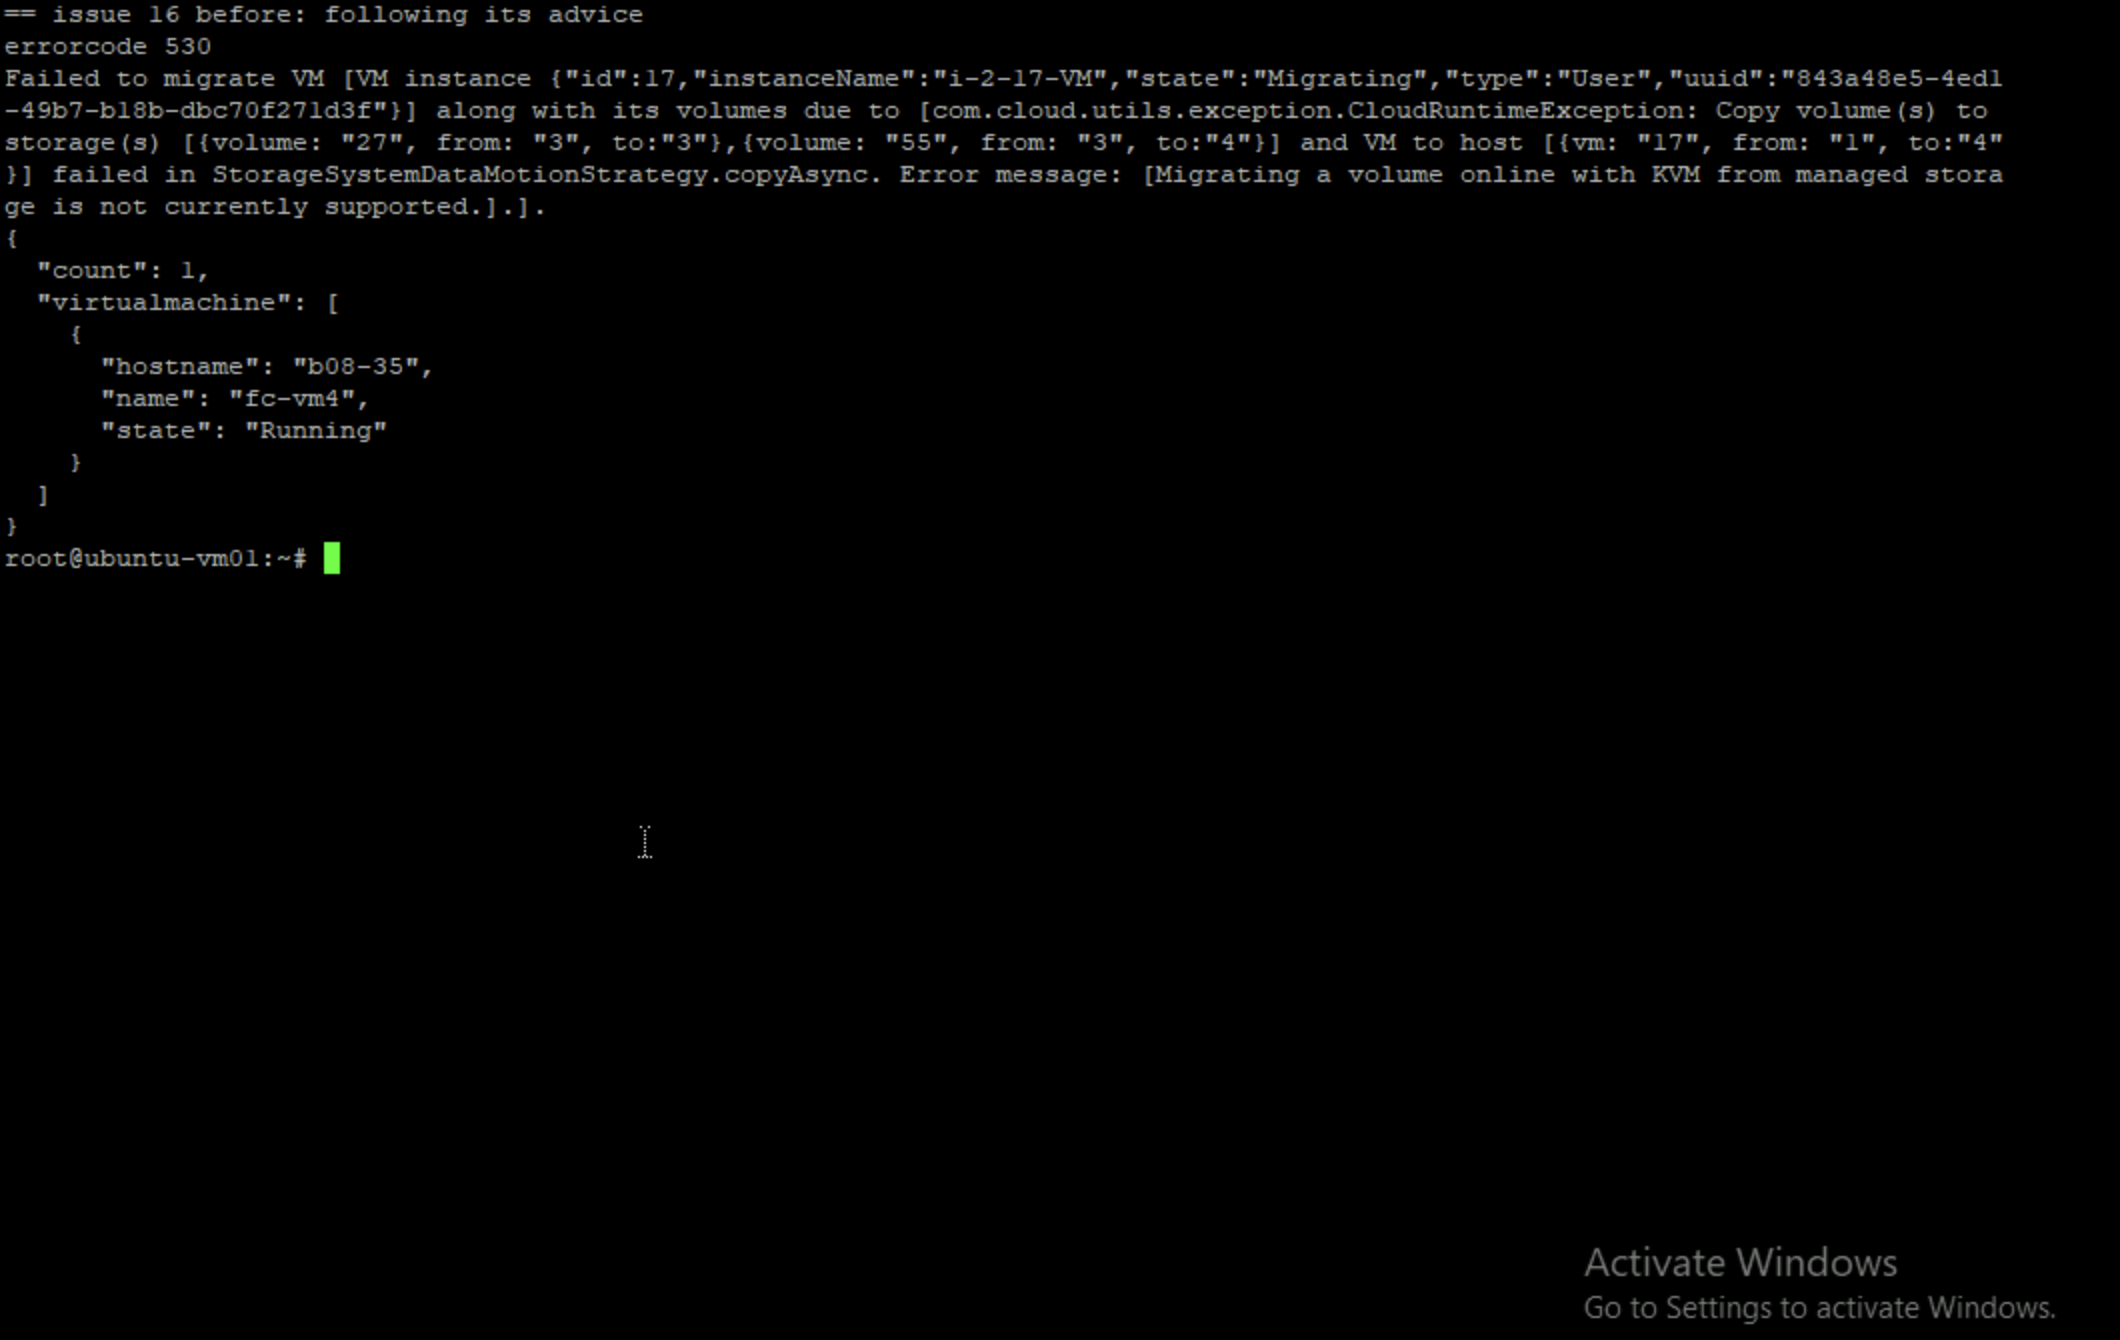 == issue 16 before: following its advice
errorcode 530
Failed to migrate VM [VM instance {"id":17,"instanceName":"i-2-17-VM","state":"Migrating","type":"User","uuid":"843a48e5-4ed1
-49b7-b18b-dbc70f271d3f"}] along with its volumes due to [com.cloud.utils.exception.CloudRuntimeException: Copy volume(s) to
storage(s) [{volume: "27", from: "3", to:"3"},{volume: "55", from: "3", to:"4"}] and VM to host [{vm: "17", from: "1", to:"4"
}] failed in StorageSystemDataMotionStrategy.copyAsync. Error message: [Migrating a volume online with KVM from managed stora
ge is not currently supported.].].
{
  "count": 1,
  "virtualmachine": [
    {
      "hostname": "b08-35",
      "name": "fc-vm4",
      "state": "Running"
    }
  ]
}
root@ubuntu-vm01:~#
Activate Windows
Go to Settings to activate Windows.